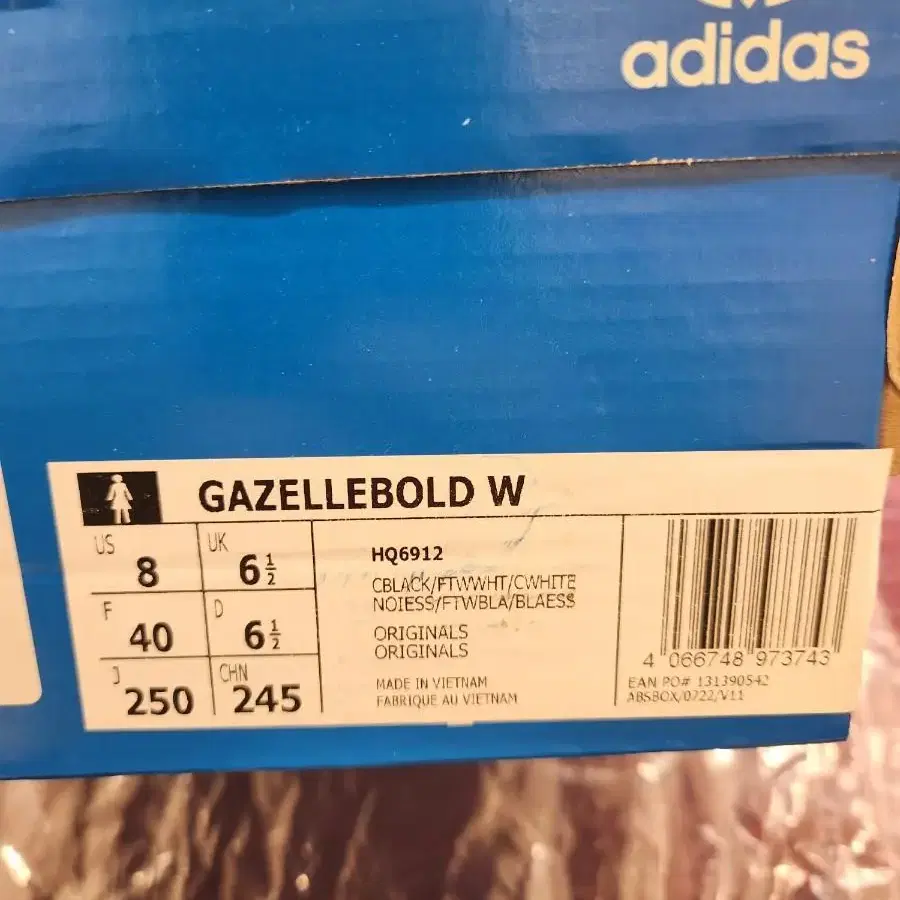 adidas
GAZELLEBOLD W
US 8 UK 6½
F 40 D 6½
J 250 CHN 245
HQ6912
CBLACK/FTWWHT/CWHITE
NOIESS/FTWBLA/BLAESS
ORIGINALS
ORIGINALS
MADE IN VIETNAM
FABRIQUE AU VIETNAM
4 066748 973743
EAN PO# 131390542
ABSBOX/0722/V11